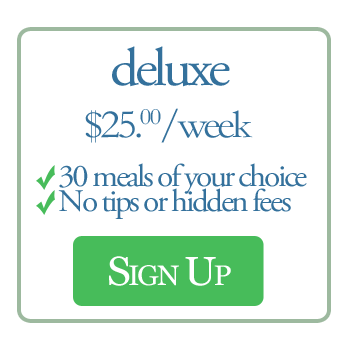 deluxe
$25.00/week
30 meals of your choice
No tips or hidden fees
Sign Up